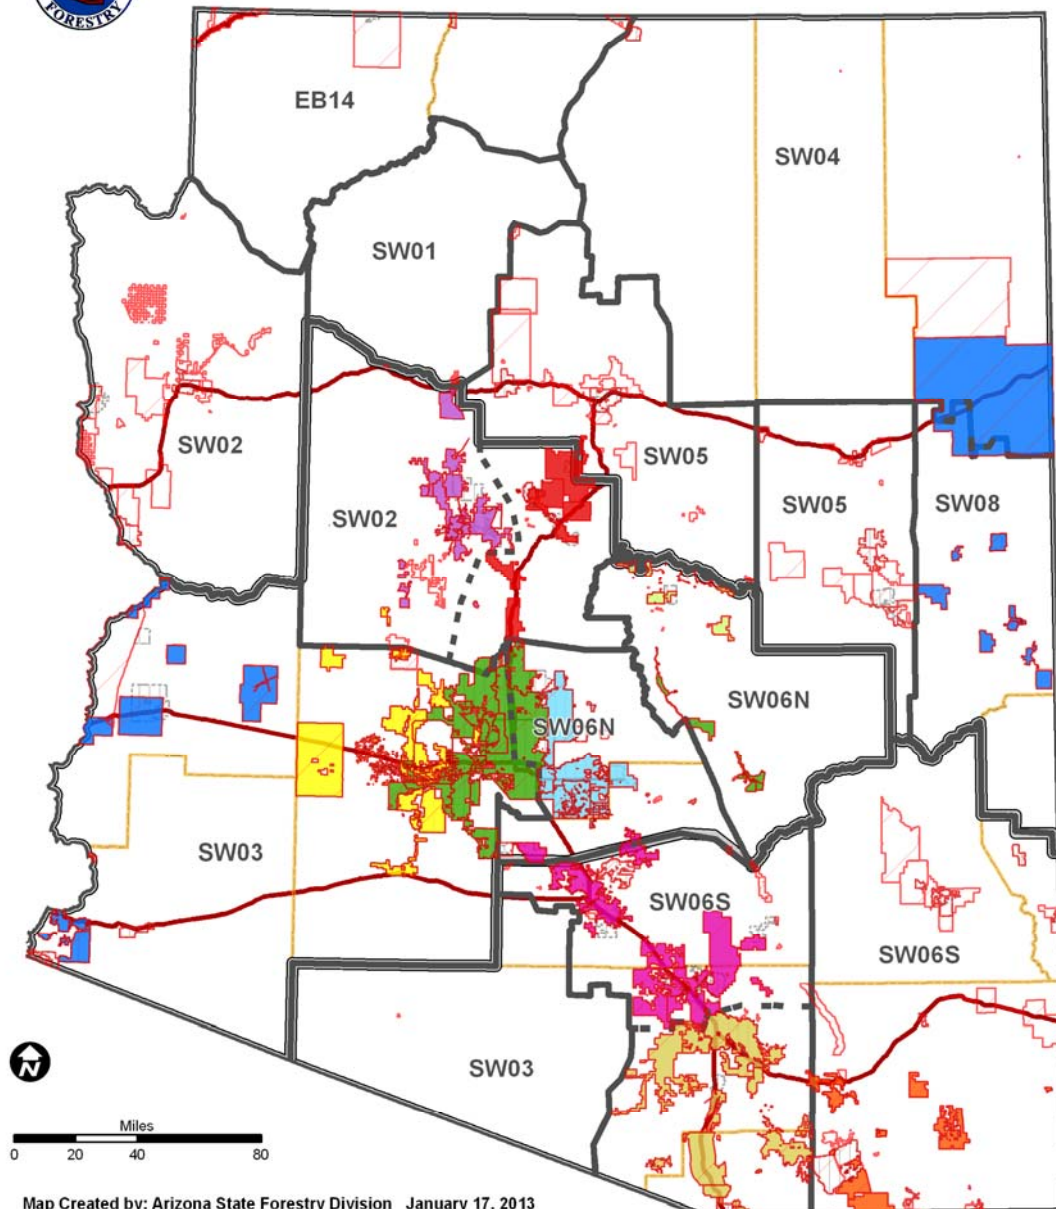 FORESTRY
EB14
SW04
SW01
SW02
SW05
SW02
SW05
SW08
SW06N
SW06N
SW03
SW06S
SW06S
SW03
N
Miles
0 20 40 80
Map Created by: Arizona State Forestry Division January 17, 2013